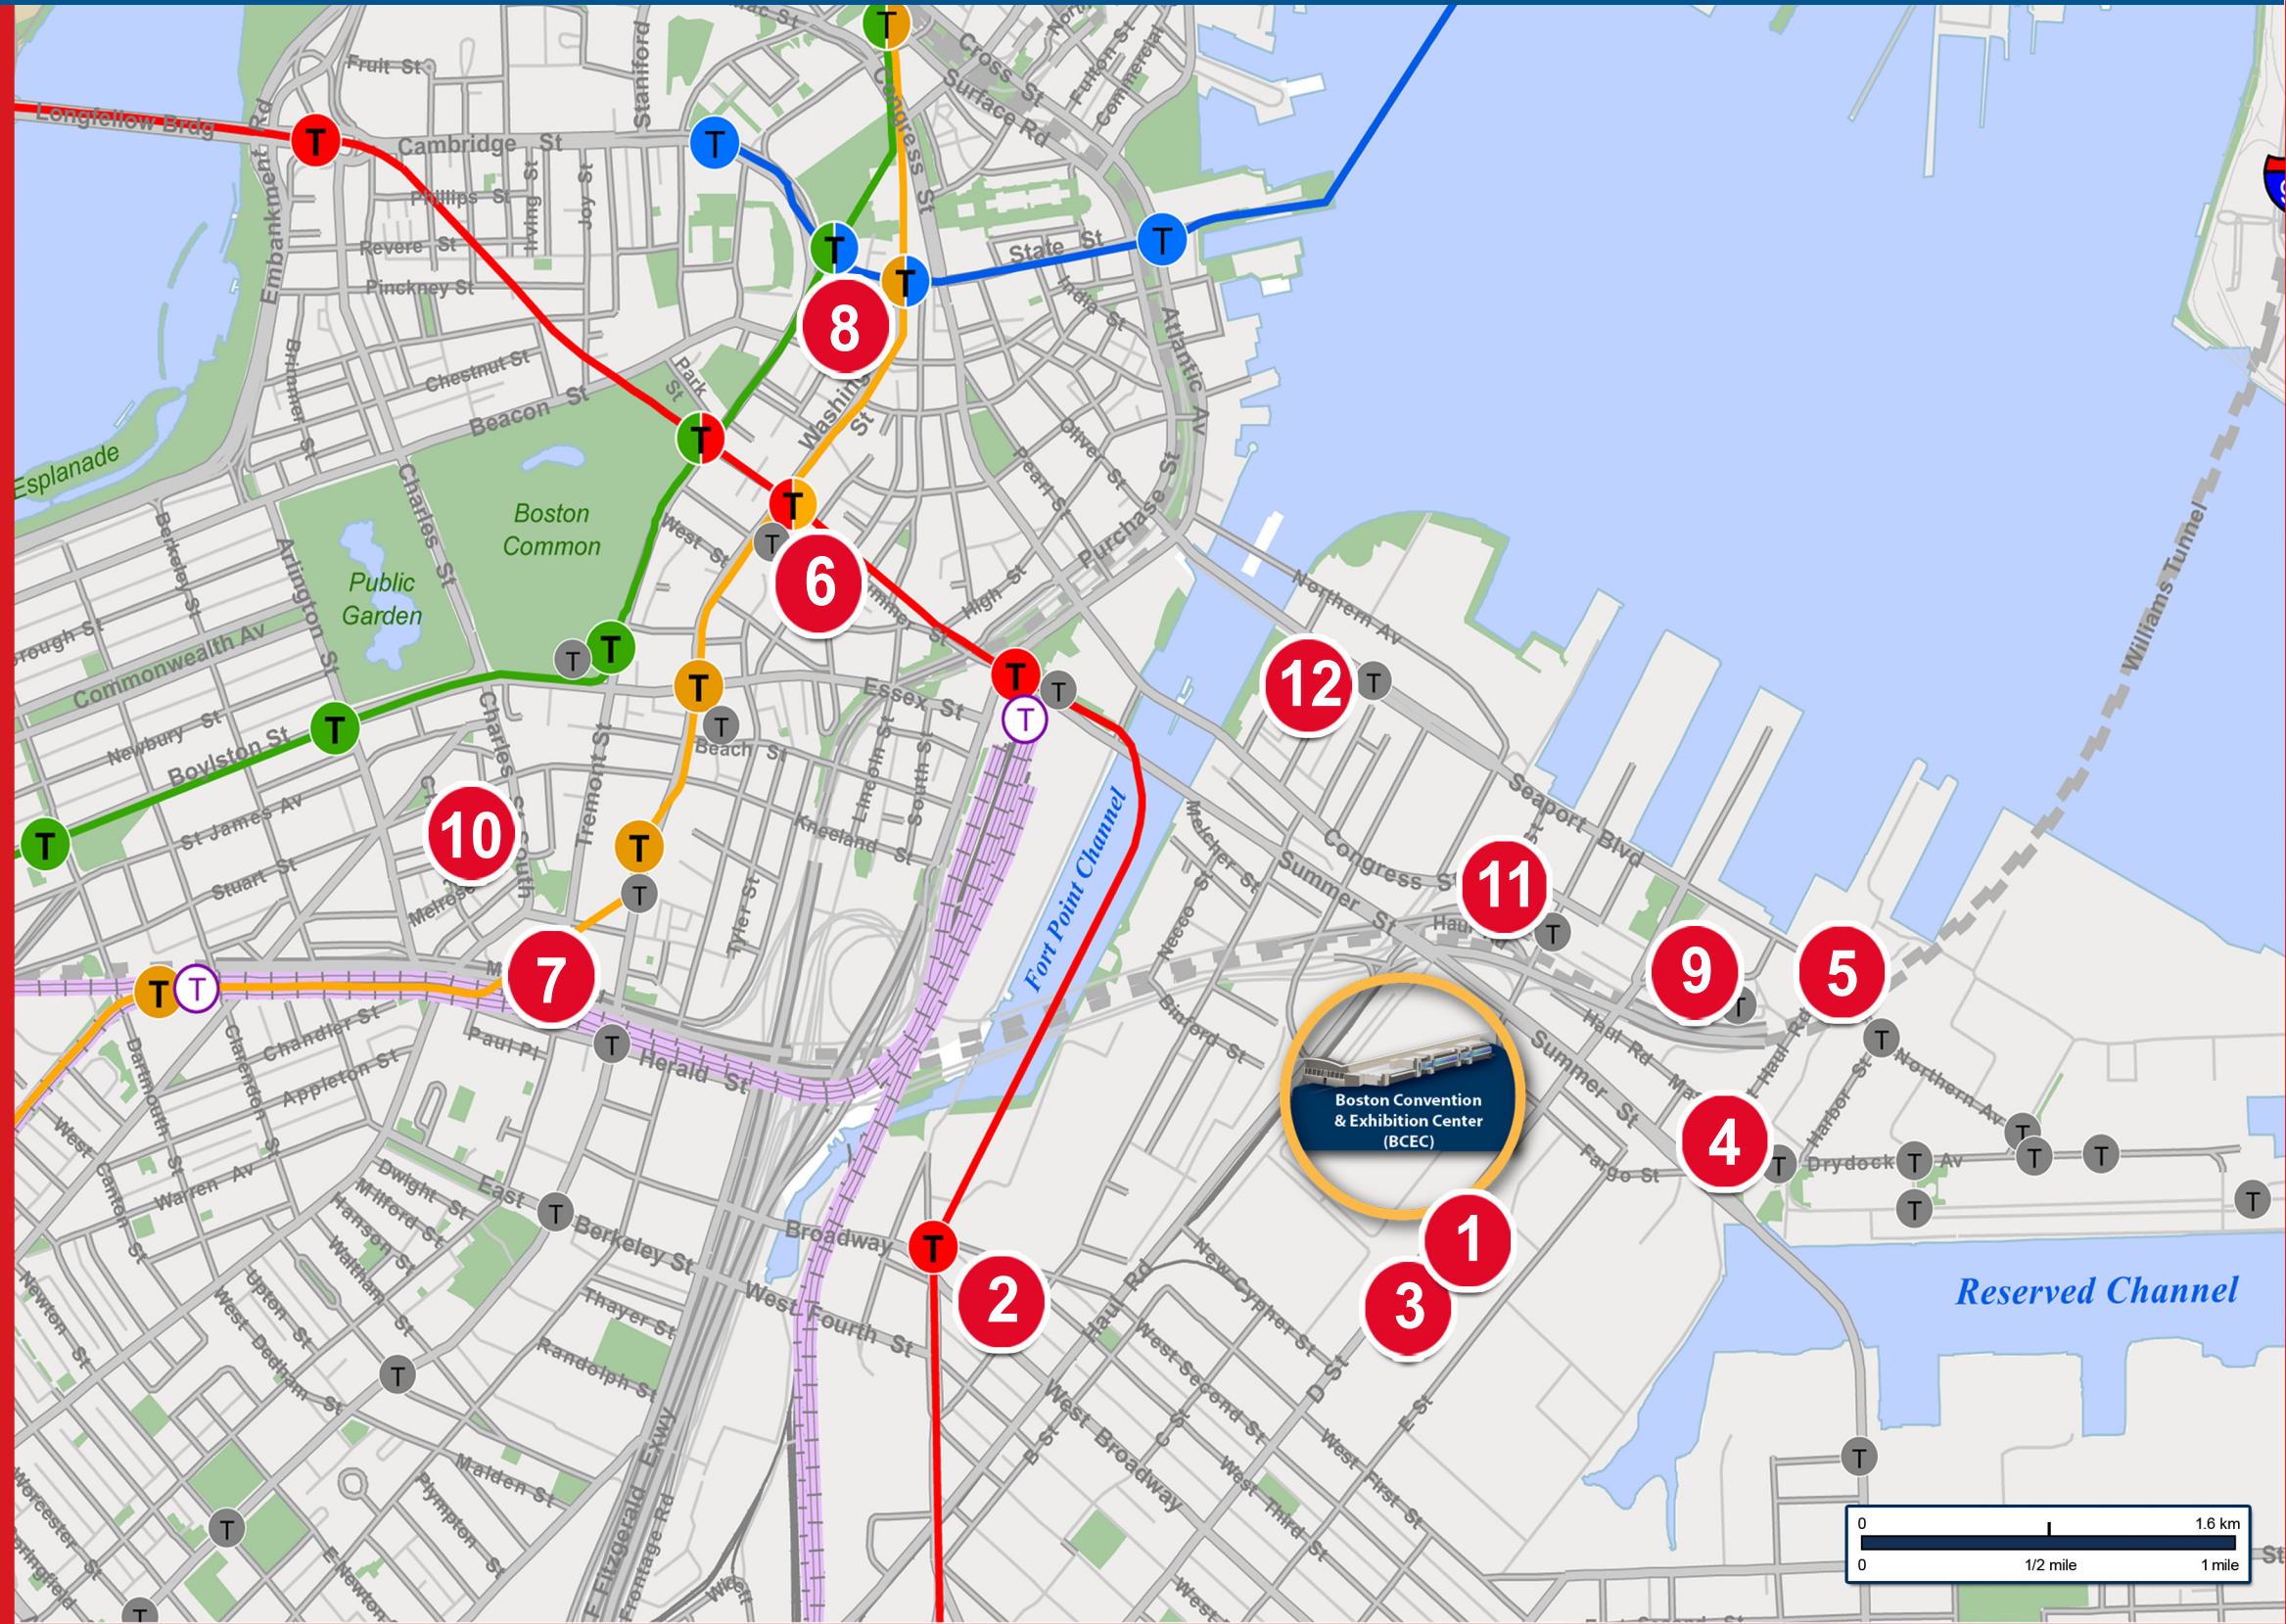 T
Fruit St
Staniford
Cross St
Surface Rd
Fulton St
Commercial
Congress St
Longfellow Brdg
T
Cambridge St
T
Embankment Rd
Phillips St
Irving St
Joy St
Revere St
Pinckney St
T
T
State St
T
India St
8
Atlantic Av
Brimmer St
Chestnut St
Park St
Beacon St
Washing
St
Oliver St
Pearl St
Purchase St
Esplanade
T
Charles St
Boston
Common
T
T
West St
6
High St
Berkeley St
Arlington St
Public
Garden
Commonwealth Av
Northern Av
Williams Tunnel
T
T
T
T
T
T
12
T
Essex St
T
Newbury St
Boylston St
T
Beach St
Charles
Tremont St
Lincoln St
South St
Seaport Blvd
St James Av
10
T
T
Kneeland St
Fort Point Channel
Melcher St
Congress S
Summer St
11
T
Stuart St
Melrose
T
Tyler St
Necco S
7
9
T
5
T
T
Chandler St
Paul Pl
T
Herald St
Appleton St
Clarendon St
Dartmouth St
Binford St
Haul Rd
Haul Rd
Summer St
T
Boston Convention
& Exhibition Center
(BCEC)
Northern Av
Harbor St
4
T
Drydock Av
T
T
T
T
T
T
Fargo St
West
Canton
St
Warren Av
Dwight St
Milford St
Hanson St
Waltham St
East Berkeley St
T
Broadway
T
1
2
3
New Cypher St
Haul Rd
Reserved Channel
Newton St
Upton St
West Dedham St
Thayer St
Randolph St
West Fourth St
T
West Broadway
West Second St
B St
C St
D St
E St
West First St
West Third St
Malden St
Plympton St
T
Worcester St
E Newton
T
E Fitzgerald Exwy
Frontage Rd
West
T
0
1.6 km
0
1/2 mile
1 mile
St